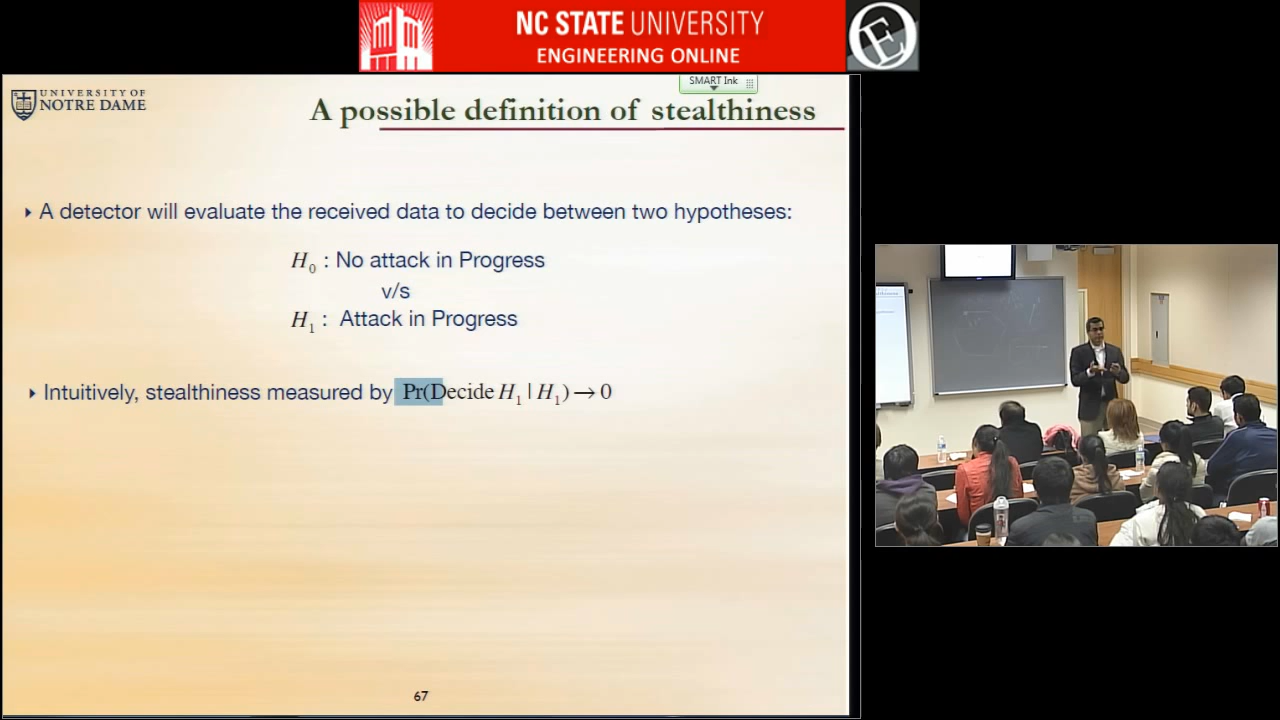 NC STATE UNIVERSITY
ENGINEERING ONLINE
SMART Ink
UNIVERSITY OF
NOTRE DAME
A possible definition of stealthiness
A detector will evaluate the received data to decide between two hypotheses:
H0 : No attack in Progress
v/s
H1 : Attack in Progress
Intuitively, stealthiness measured by Pr(Decide H1 | H1) → 0
67